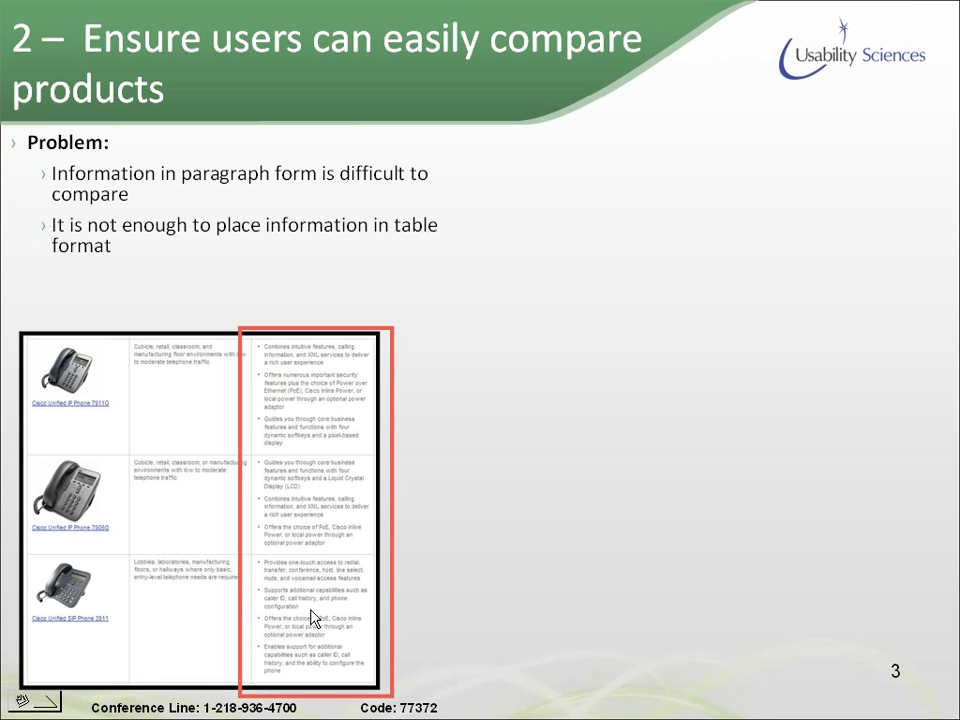 2 – Ensure users can easily compare
products
Usability Sciences
› Problem:
› Information in paragraph form is difficult to
compare
› It is not enough to place information in table
format
Cisco Unified IP Phone 7911G
Cubicle, retail, classroom, and
manufacturing floor environments with low
to moderate telephone traffic
• Combines intuitive features, calling
information, and XML services to deliver
a rich user experience
• Offers numerous important security
features plus the choice of Power over
Ethernet (PoE), Cisco Inline Power, or
local power through an optional power
adaptor
• Guides you through core business
features and functions with four
dynamic softkeys and a pixel-based
display
Cisco Unified IP Phone 7906G
Cubicle, retail, classroom, or manufacturing
environments with low to moderate
telephone traffic
• Guides you through core business
features and functions with four
dynamic softkeys and a Liquid Crystal
Display (LCD)
• Combines intuitive features, calling
information, and XML services to deliver
a rich user experience
• Offers the choice of PoE, Cisco Inline
Power, or local power through an
optional power adaptor
Cisco Unified SIP Phone 3911
Lobbies, laboratories, manufacturing
floors, or hallways where only basic,
entry-level telephone needs are required
• Provides one-touch access to redial,
transfer, conference, hold, line select,
mute, and voicemail access features
• Supports additional capabilities such as
caller ID, call history, and phone
configuration
• Offers the choice of PoE, Cisco Inline
Power, or local power through an
optional power adaptor
• Enables support for additional
capabilities such as caller ID, call
history, and the ability to configure the
phone
3
Conference Line: 1-218-936-4700 Code: 77372